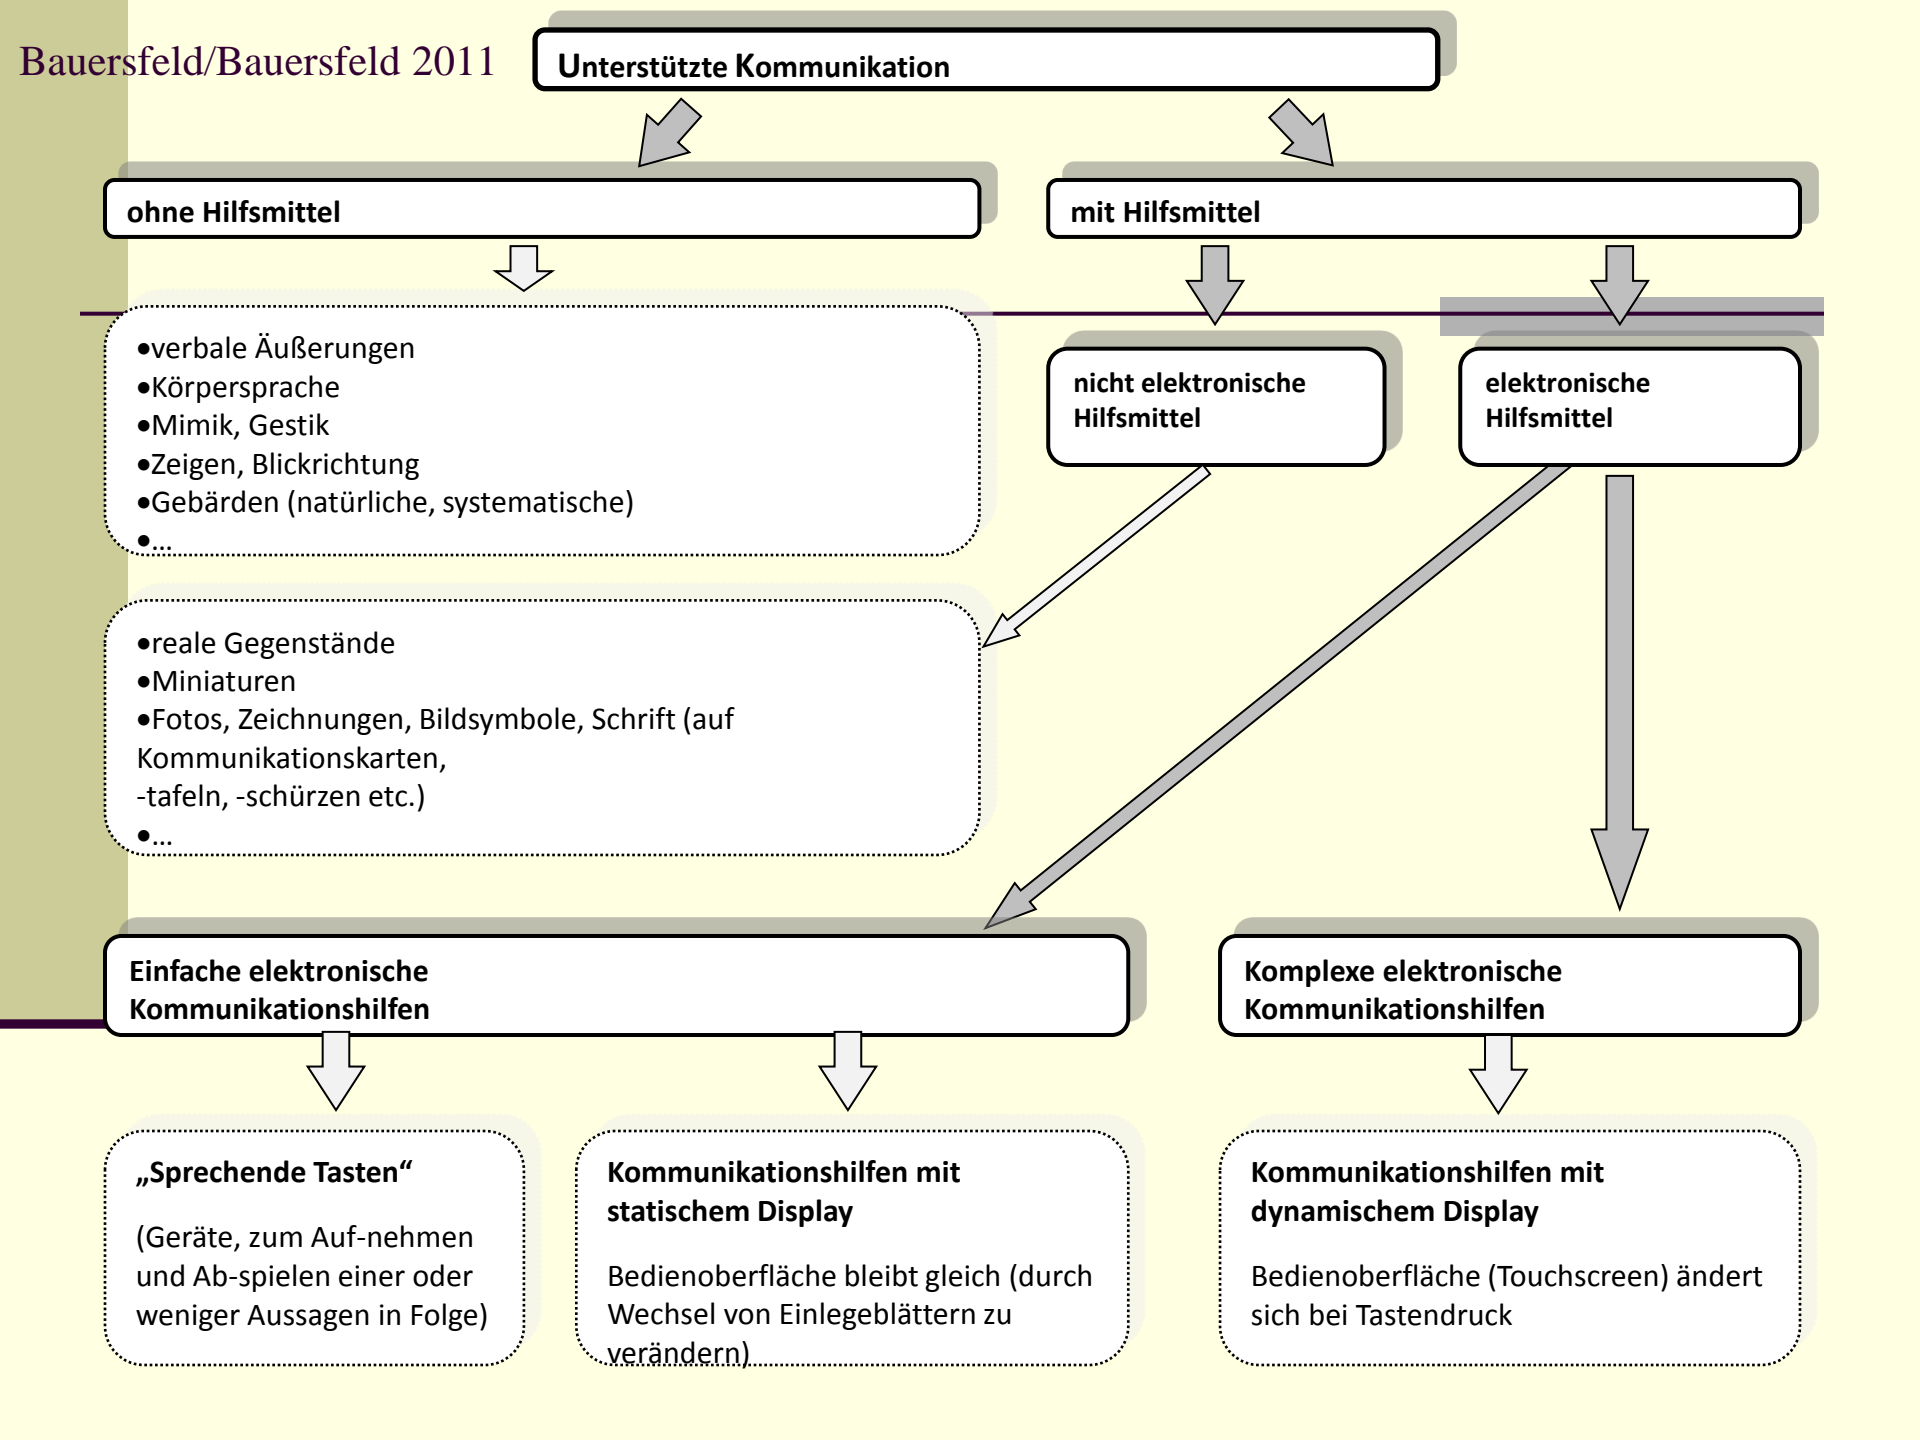 Bauersfeld/Bauersfeld 2011
Unterstützte Kommunikation
ohne Hilfsmittel
mit Hilfsmittel
•verbale Äußerungen
•Körpersprache
•Mimik, Gestik
•Zeigen, Blickrichtung
•Gebärden (natürliche, systematische)
•...
nicht elektronische
Hilfsmittel
elektronische
Hilfsmittel
•reale Gegenstände
•Miniaturen
•Fotos, Zeichnungen, Bildsymbole, Schrift (auf
Kommunikationskarten,
-tafeln, -schürzen etc.)
•...
Einfache elektronische
Kommunikationshilfen
Komplexe elektronische
Kommunikationshilfen
„Sprechende Tasten“
(Geräte, zum Auf-nehmen
und Ab-spielen einer oder
weniger Aussagen in Folge)
Kommunikationshilfen mit
statischem Display
Bedienoberfläche bleibt gleich (durch
Wechsel von Einlegeblättern zu
verändern)
Kommunikationshilfen mit
dynamischem Display
Bedienoberfläche (Touchscreen) ändert
sich bei Tastendruck